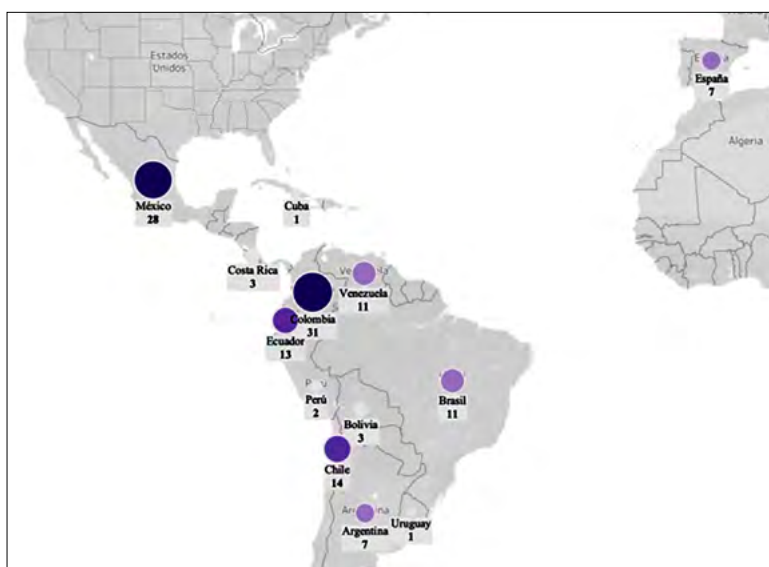 Estados
Unidos
España
7
Algeria
México
28
Cuba
1
Costa Rica
3
Venezuela
11
Colombia
31
Ecuador
13
Brasil
11
Perú
2
Bolivia
3
Chile
14
Argentina
7
Uruguay
1